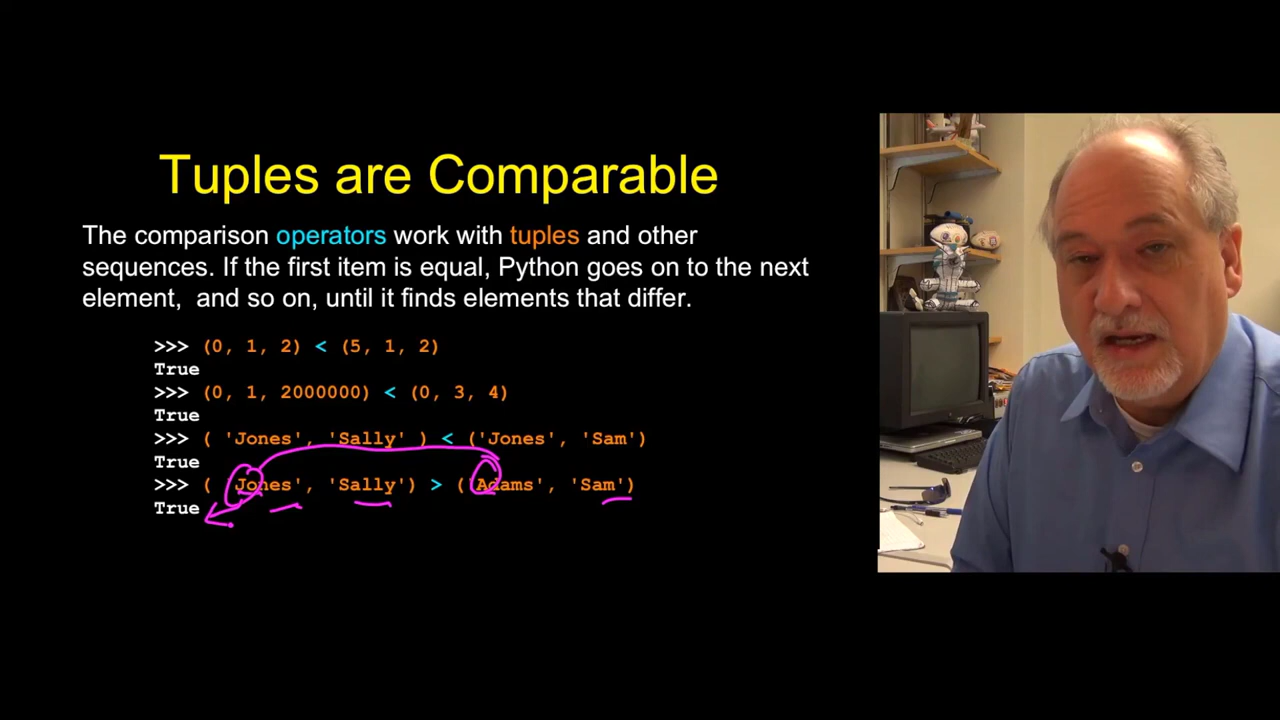 Tuples are Comparable
The comparison operators work with tuples and other
sequences. If the first item is equal, Python goes on to the next
element,  and so on, until it finds elements that differ.
>>> (0, 1, 2) < (5, 1, 2)
True
>>> (0, 1, 2000000) < (0, 3, 4)
True
>>> ( 'Jones', 'Sally' ) < ('Jones', 'Sam')
True
>>> ( 'Jones', 'Sally') > ('Adams', 'Sam')
True